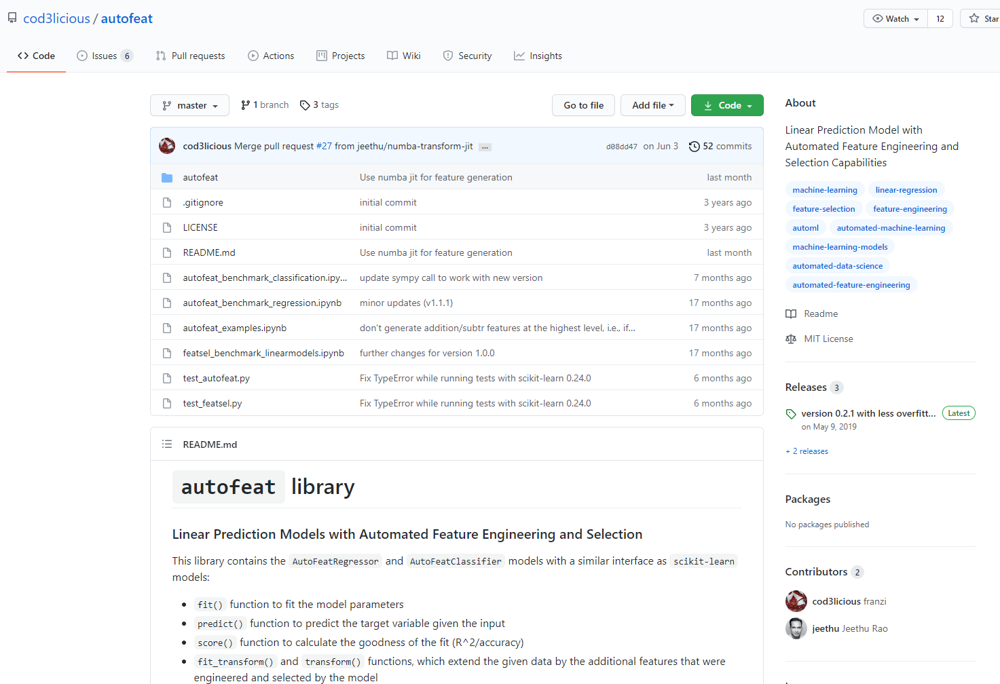 cod3licious / autofeat
Watch 12 Star
Code Issues 6 Pull requests Actions Projects Wiki Security Insights
master 1 branch 3 tags Go to file Add file Code
cod3licious Merge pull request #27 from jeethu/numba-transform-jit ... d08dd47 on Jun 3 52 commits
autofeat Use numba jit for feature generation last month
.gitignore initial commit 3 years ago
LICENSE initial commit 3 years ago
README.md Use numba jit for feature generation last month
autofeat_benchmark_classification.ipy... update sympy call to work with new version 7 months ago
autofeat_benchmark_regression.ipynb minor updates (v1.1.1) 17 months ago
autofeat_examples.ipynb don't generate addition/subtr features at the highest level, i.e., if... 17 months ago
featsel_benchmark_linearmodels.ipynb further changes for version 1.0.0 17 months ago
test_autofeat.py Fix TypeError while running tests with scikit-learn 0.24.0 6 months ago
test_featsel.py Fix TypeError while running tests with scikit-learn 0.24.0 6 months ago
README.md
autofeat library
Linear Prediction Models with Automated Feature Engineering and Selection
This library contains the AutoFeatRegressor and AutoFeatClassifier models with a similar interface as scikit-learn
models:
• fit() function to fit the model parameters
• predict() function to predict the target variable given the input
• score() function to calculate the goodness of the fit (R^2/accuracy)
• fit_transform() and transform() functions, which extend the given data by the additional features that were
engineered and selected by the model
About
Linear Prediction Model with
Automated Feature Engineering and
Selection Capabilities
machine-learning linear-regression
feature-selection feature-engineering
automl automated-machine-learning
machine-learning-models
automated-data-science
automated-feature-engineering
Readme
MIT License
Releases 3
version 0.2.1 with less overfitt... Latest
on May 9, 2019
+ 2 releases
Packages
No packages published
Contributors 2
cod3licious franzi
jeethu Jeethu Rao